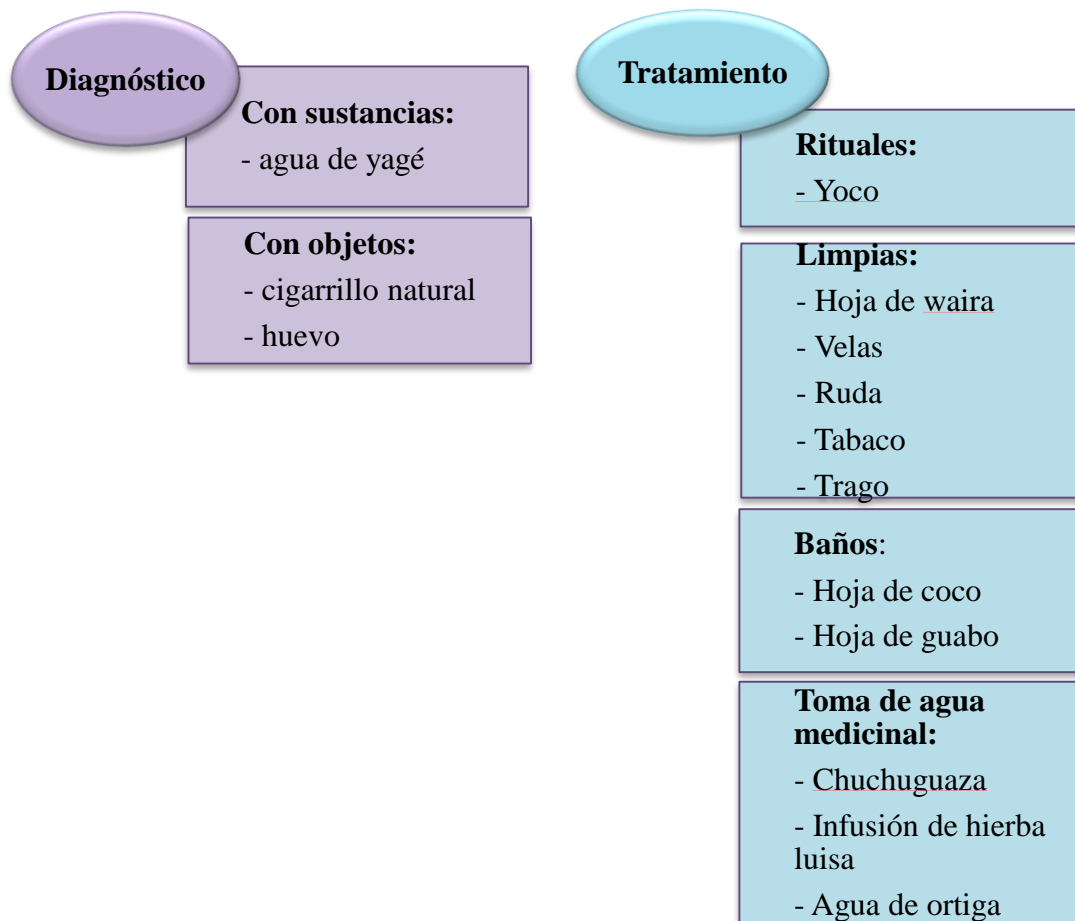 Diagnóstico
Con sustancias:
- agua de yagé
Con objetos:
- cigarrillo natural
- huevo
Tratamiento
Rituales:
- Yoco
Limpias:
- Hoja de waira
- Velas
- Ruda
- Tabaco
- Trago
Baños:
- Hoja de coco
- Hoja de guabo
Toma de agua
medicinal:
- Chuchuguaza
- Infusión de hierba
luisa
- Agua de ortiga